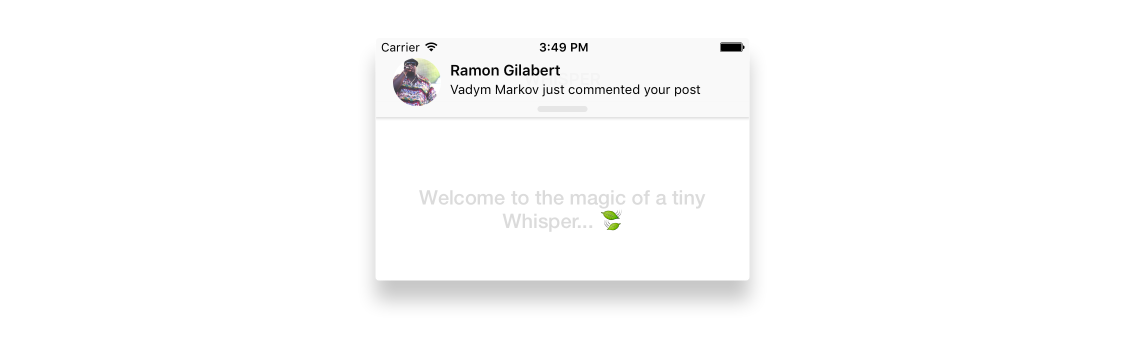 Carrier 3:49 PM
Ramon Gilabert
Vadym Markov just commented your post
Welcome to the magic of a tiny
Whisper... 🍃